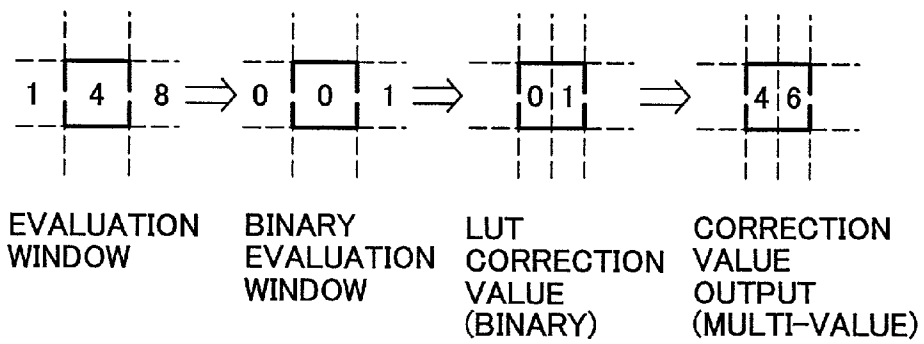 1 4 8 0 0 1 0 1 4 6
EVALUATION WINDOW
BINARY EVALUATION WINDOW
LUT CORRECTION VALUE (BINARY)
CORRECTION VALUE OUTPUT (MULTI-VALUE)